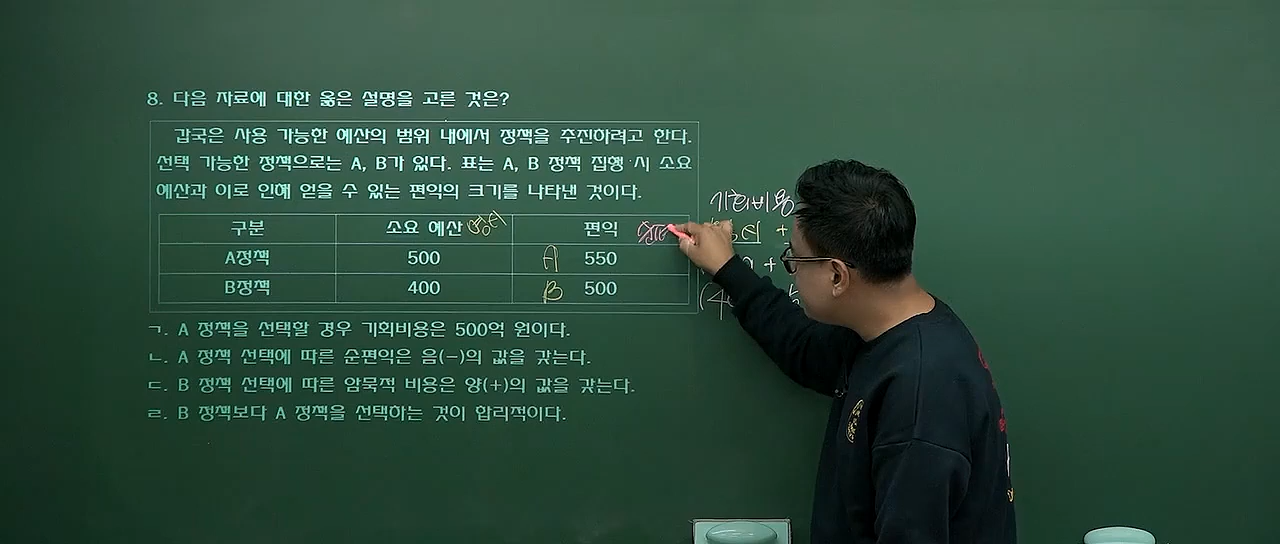 8. 다음 자료에 대한 옳은 설명을 고른 것은?
갑국은 사용 가능한 예산의 범위 내에서 정책을 추진하려고 한다.
선택 가능한 정책으로는 A, B가 있다. 표는 A, B 정책 집행 시 소요
예산과 이로 인해 얻을 수 있는 편익의 크기를 나타낸 것이다.
기회비용
구분 소요 예산 명시 편익
A정책 500 A 550
B정책 400 B 500
ㄱ. A 정책을 선택할 경우 기회비용은 500억 원이다.
ㄴ. A 정책 선택에 따른 순편익은 음(-)의 값을 갖는다.
ㄷ. B 정책 선택에 따른 암묵적 비용은 양(+)의 값을 갖는다.
ㄹ. B 정책보다 A 정책을 선택하는 것이 합리적이다.